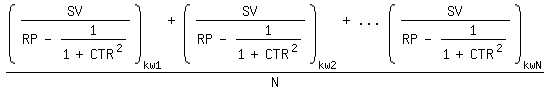 ( SV / ( RP - 1 / ( 1 + CTR² ) ) )kw1 + ( SV / ( RP - 1 / ( 1 + CTR² ) ) )kw2 + ... ( SV / ( RP - 1 / ( 1 + CTR² ) ) )kwN
N